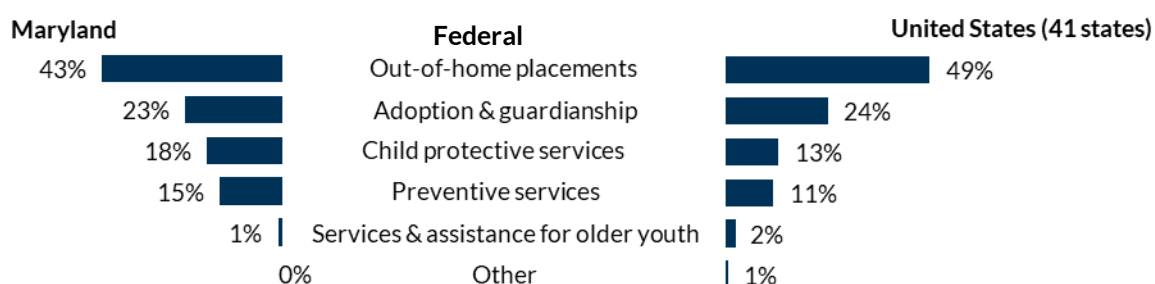 Maryland Federal United States (41 states)
43% Out-of-home placements 49%
23% Adoption & guardianship 24%
18% Child protective services 13%
15% Preventive services 11%
1% Services & assistance for older youth 2%
0% Other 1%